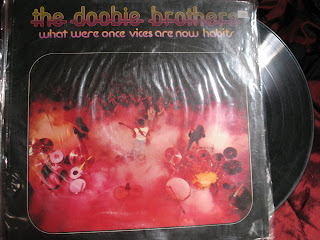 the doobie brothers
what were once vices are now habits